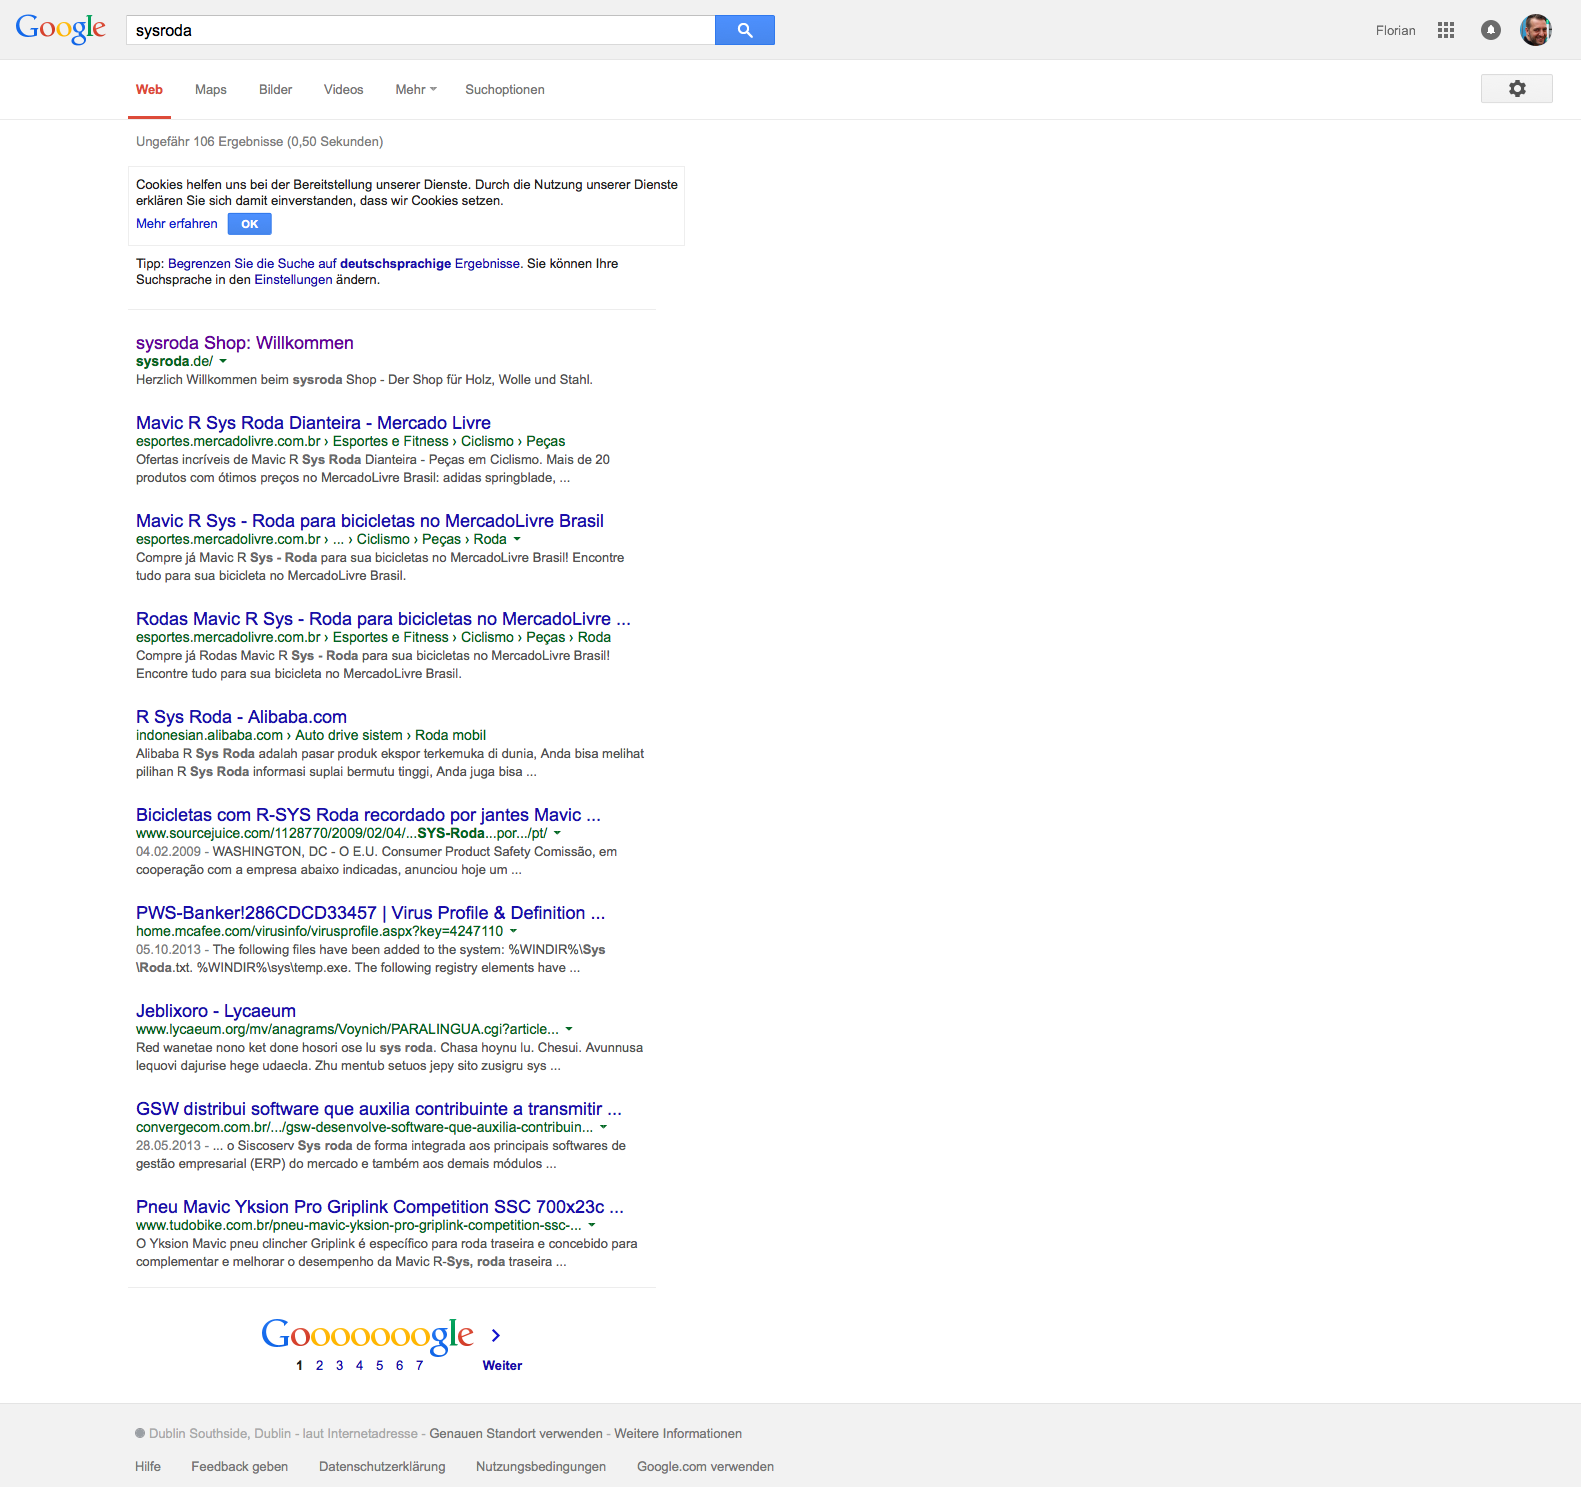 Google
sysroda
Florian
Web Maps Bilder Videos Mehr Suchoptionen
Ungefähr 106 Ergebnisse (0,50 Sekunden)
Cookies helfen uns bei der Bereitstellung unserer Dienste. Durch die Nutzung unserer Dienste
erklären Sie sich damit einverstanden, dass wir Cookies setzen.
Mehr erfahren OK
Tipp: Begrenzen Sie die Suche auf deutschsprachige Ergebnisse. Sie können Ihre
Suchsprache in den Einstellungen ändern.
sysroda Shop: Willkommen
sysroda.de/
Herzlich Willkommen beim sysroda Shop - Der Shop für Holz, Wolle und Stahl.
Mavic R Sys Roda Dianteira - Mercado Livre
esportes.mercadolivre.com.br › Esportes e Fitness › Ciclismo › Peças
Ofertas incríveis de Mavic R Sys Roda Dianteira - Peças em Ciclismo. Mais de 20
produtos com ótimos preços no MercadoLivre Brasil: adidas springblade, ...
Mavic R Sys - Roda para bicicletas no MercadoLivre Brasil
esportes.mercadolivre.com.br › ... › Ciclismo › Peças › Roda
Compre já Mavic R Sys - Roda para sua bicicletas no MercadoLivre Brasil! Encontre
tudo para sua bicicleta no MercadoLivre Brasil.
Rodas Mavic R Sys - Roda para bicicletas no MercadoLivre ...
esportes.mercadolivre.com.br › Esportes e Fitness › Ciclismo › Peças › Roda
Compre já Rodas Mavic R Sys - Roda para sua bicicletas no MercadoLivre Brasil!
Encontre tudo para sua bicicleta no MercadoLivre Brasil.
R Sys Roda - Alibaba.com
indonesian.alibaba.com › Auto drive sistem › Roda mobil
Alibaba R Sys Roda adalah pasar produk ekspor terkemuka di dunia, Anda bisa melihat
pilihan R Sys Roda informasi suplai bermutu tinggi, Anda juga bisa ...
Bicicletas com R-SYS Roda recordado por jantes Mavic ...
www.sourcejuice.com/1128770/2009/02/04/...SYS-Roda...por.../pt/
04.02.2009 - WASHINGTON, DC - O E.U. Consumer Product Safety Comissão, em
cooperação com a empresa abaixo indicadas, anunciou hoje um ...
PWS-Banker!286CDCD33457 | Virus Profile & Definition ...
home.mcafee.com/virusinfo/virusprofile.aspx?key=4247110
05.10.2013 - The following files have been added to the system: %WINDIR%\Sys
\Roda.txt. %WINDIR%\sys\temp.exe. The following registry elements have ...
Jeblixoro - Lycaeum
www.lycaeum.org/mv/anagrams/Voynich/PARALINGUA.cgi?article...
Red wanetae nono ket done hosori ose lu sys roda. Chasa hoynu lu. Chesui. Avunnusa
lequovi dajurise hege udaecla. Zhu mentub setuos jepy sito zusigru sys ...
GSW distribui software que auxilia contribuinte a transmitir ...
convergecom.com.br/.../gsw-desenvolve-software-que-auxilia-contribuin...
28.05.2013 - ... o Siscoserv Sys roda de forma integrada aos principais softwares de
gestão empresarial (ERP) do mercado e também aos demais módulos ...
Pneu Mavic Yksion Pro Griplink Competition SSC 700x23c ...
www.tudobike.com.br/pneu-mavic-yksion-pro-griplink-competition-ssc-...
O Yksion Mavic pneu clincher Griplink é específico para roda traseira e concebido para
complementar e melhorar o desempenho da Mavic R-Sys, roda traseira ...
Goooooooogle
1 2 3 4 5 6 7 Weiter
Dublin Southside, Dublin - laut Internetadresse - Genauen Standort verwenden - Weitere Informationen
Hilfe Feedback geben Datenschutzerklärung Nutzungsbedingungen Google.com verwenden